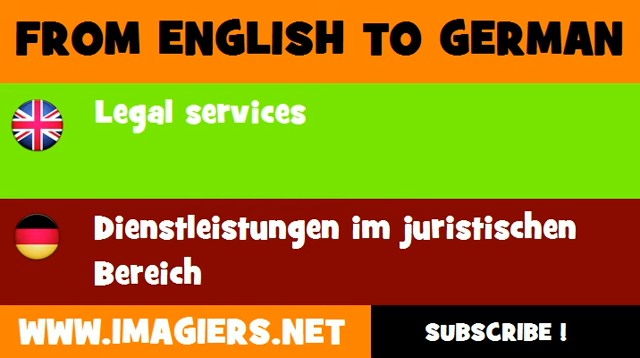 FROM ENGLISH TO GERMAN
Legal services
Dienstleistungen im juristischen
Bereich
WWW.IMAGIERS.NET
SUBSCRIBE !